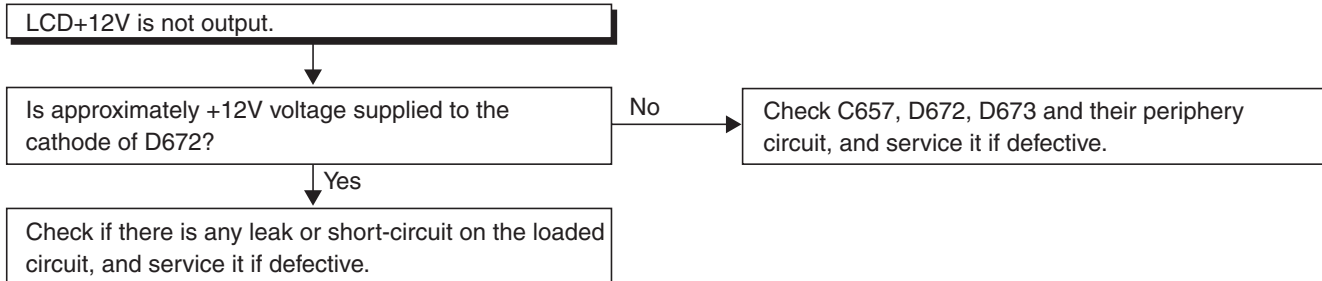 LCD+12V is not output.
Is approximately +12V voltage supplied to the
cathode of D672?
No
Check C657, D672, D673 and their periphery
circuit, and service it if defective.
Yes
Check if there is any leak or short-circuit on the loaded
circuit, and service it if defective.